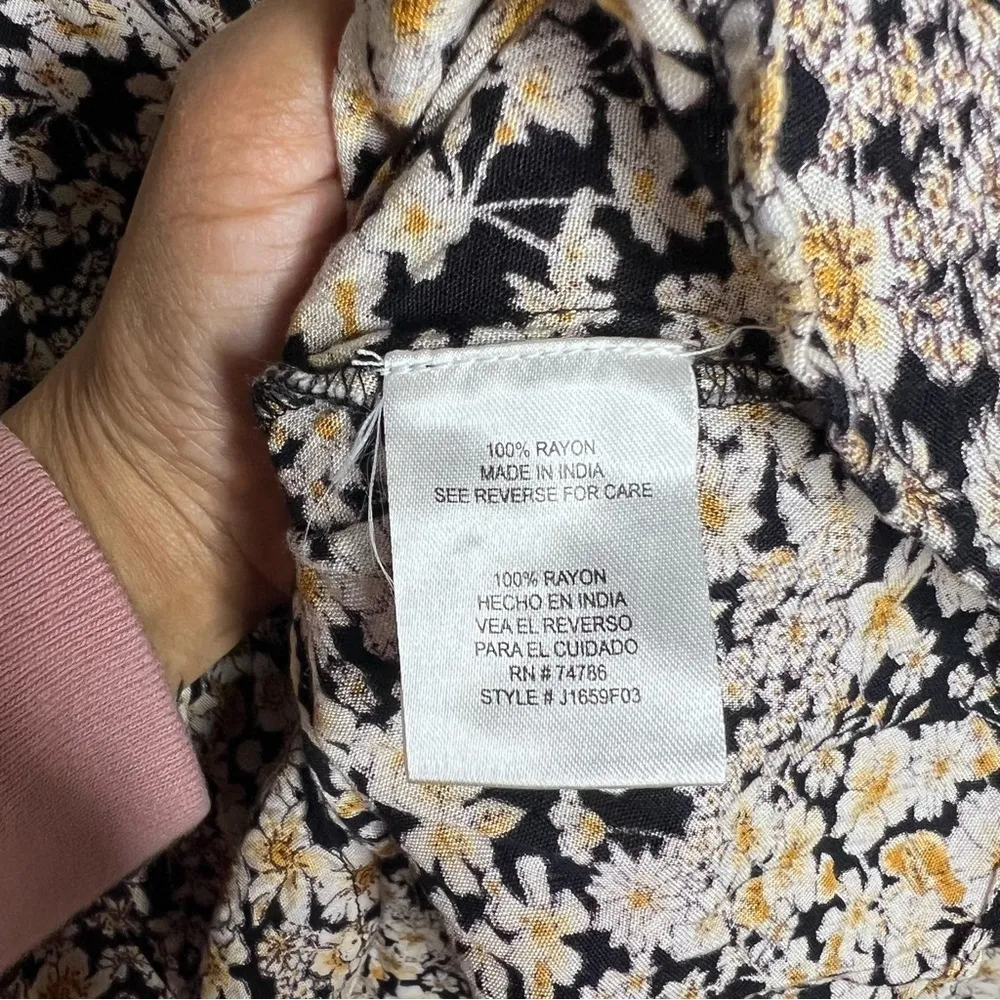 100% RAYON
MADE IN INDIA
SEE REVERSE FOR CARE
100% RAYON
HECHO EN INDIA
VEA EL REVERSO
PARA EL CUIDADO
RN # 74786
STYLE # J1659F03